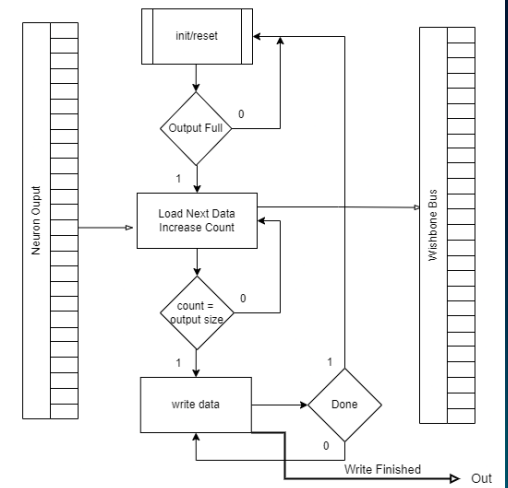 init/reset
0
Output Full
1
Neuron Ouput
Load Next Data
Increase Count
Wishbone Bus
count =
output size
0
1
1
write data
Done
0
Write Finished
Out